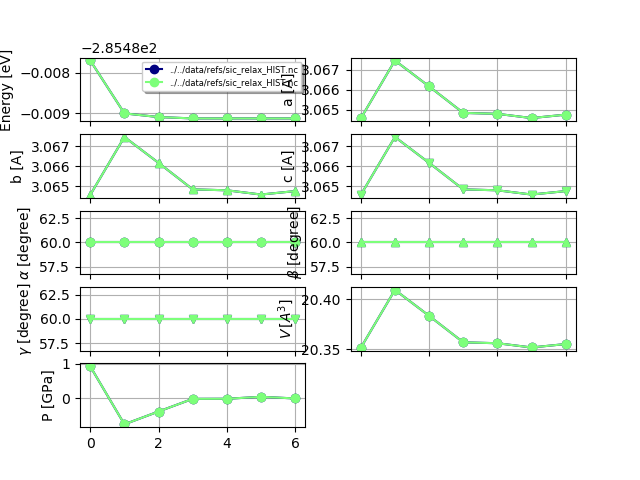 −2.8548e2
Energy [eV]
−0.008
−0.009
../../data/refs/sic_relax_HIST.nc
../../data/refs/sic_relax_HIST.nc
a [A]
3.067
3.066
3.065
b [A]
3.067
3.066
3.065
c [A]
3.067
3.066
3.065
α [degree]
62.5
60.0
57.5
β [degree]
62.5
60.0
57.5
γ [degree]
62.5
60.0
57.5
V[A³]
20.40
20.35
P [GPa]
1
0
0 2 4 6